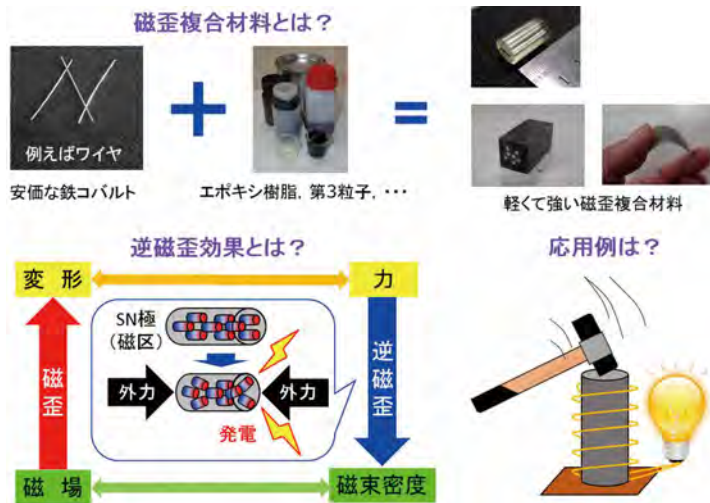 磁歪複合材料とは?
例えばワイヤ
安価な鉄コバルト
エポキシ樹脂, 第3粒子, ・・・
軽くて強い磁歪複合材料
逆磁歪効果とは?
応用例は?
変 形
力
SN極
(磁区)
磁歪
逆磁歪
外力
外力
発電
磁 場
磁束密度